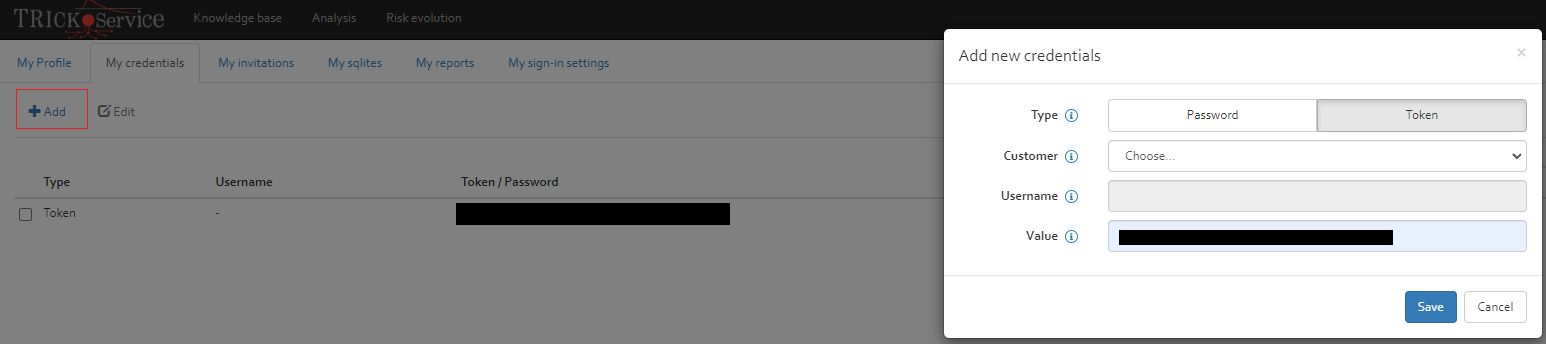 TRICK Service Knowledge base Analysis Risk evolution
My Profile My credentials My invitations My sqlites My reports My sign-in settings
Add Edit
Type Username Token / Password
Token -
Add new credentials ×
Type Password Token
Customer Choose...
Username
Value
Save Cancel